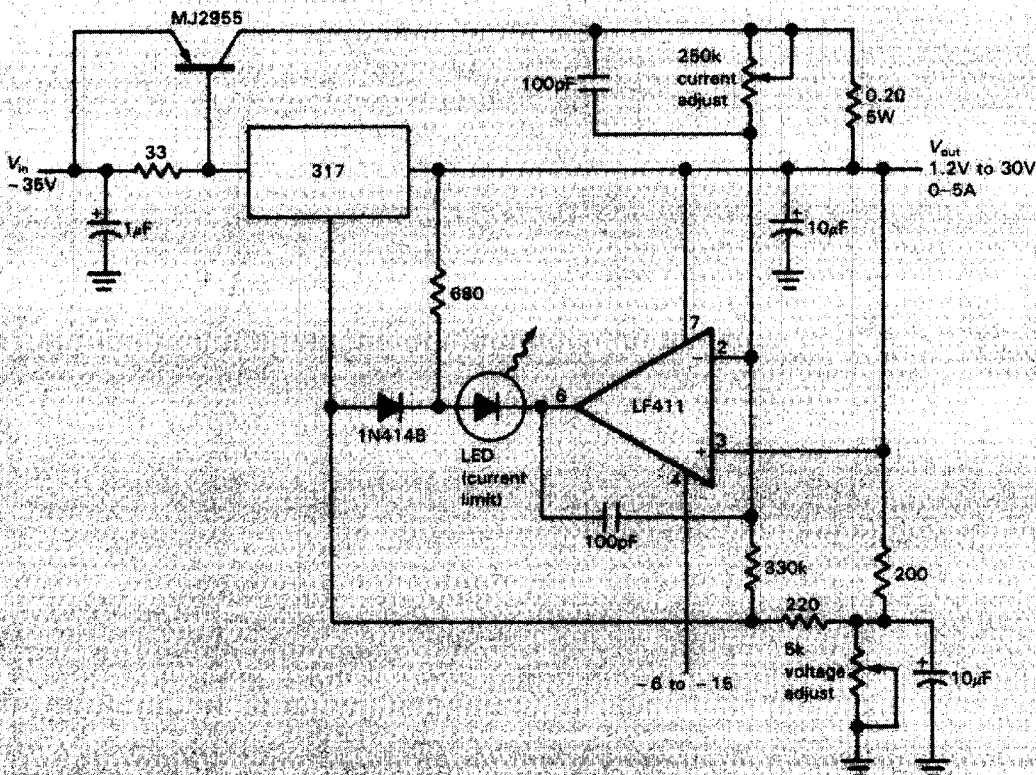 MJ2955
100pF
250k
current
adjust
0.2Ω
5W
Vin
~35V
33
317
Vout
1.2V to 30V
0–5A
1μF
10μF
680
7
2
−
6
LF411
1N4148
LED
(current
limit)
3
+
4
100pF
330k
200
220
5k
voltage
adjust
10μF
−6 to −15